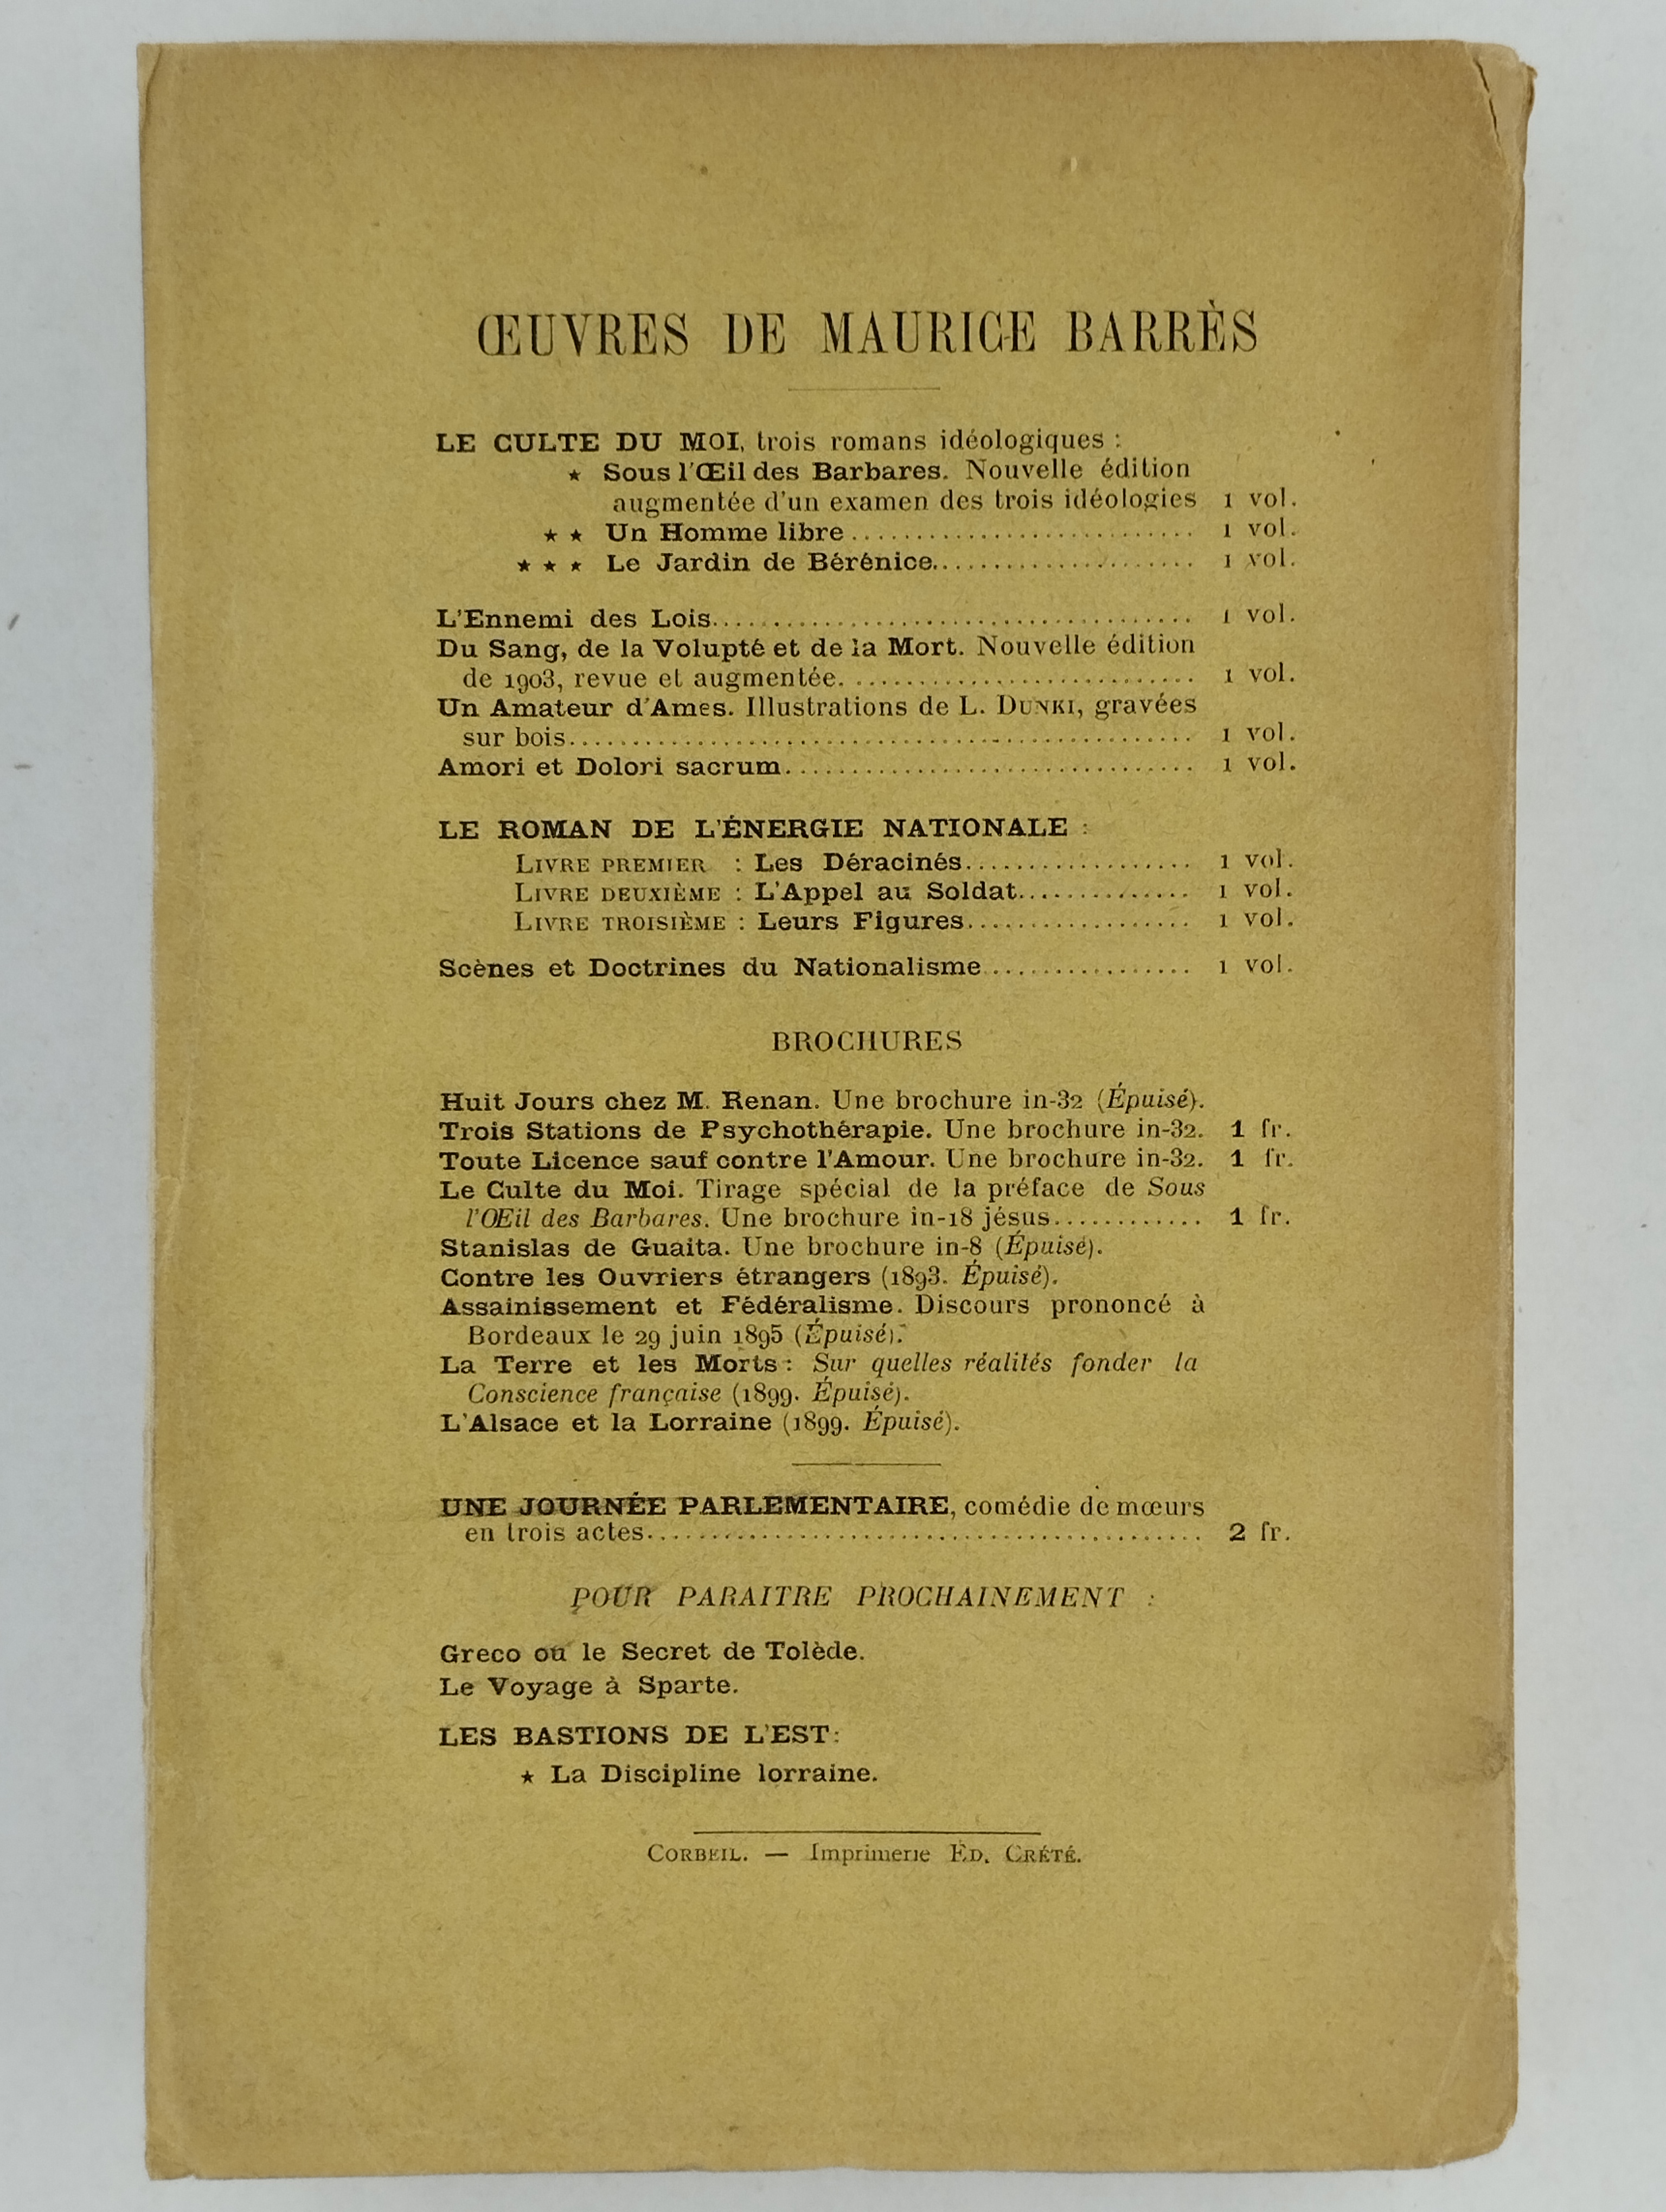 ŒUVRES DE MAURICE BARRÈS
LE CULTE DU MOI, trois romans idéologiques :
★ Sous l'Œil des Barbares. Nouvelle édition
augmentée d'un examen des trois idéologies 1 vol.
★ ★ Un Homme libre ........................... 1 vol.
★ ★ ★ Le Jardin de Bérénice..................... 1 vol.
L'Ennemi des Lois...................................... 1 vol.
Du Sang, de la Volupté et de la Mort. Nouvelle édition
de 1903, revue et augmentée. ........................... 1 vol.
Un Amateur d'Ames. Illustrations de L. DUNKI, gravées
sur bois................................................. 1 vol.
Amori et Dolori sacrum................................. 1 vol.
LE ROMAN DE L'ÉNERGIE NATIONALE :
LIVRE PREMIER : Les Déracinés.................. 1 vol.
LIVRE DEUXIÈME : L'Appel au Soldat.............. 1 vol.
LIVRE TROISIÈME : Leurs Figures.................. 1 vol.
Scènes et Doctrines du Nationalisme................ 1 vol.
BROCHURES
Huit Jours chez M. Renan. Une brochure in-32 (Épuisé).
Trois Stations de Psychothérapie. Une brochure in-32. 1 fr.
Toute Licence sauf contre l'Amour. Une brochure in-32. 1 fr.
Le Culte du Moi. Tirage spécial de la préface de Sous
l'Œil des Barbares. Une brochure in-18 jésus............ 1 fr.
Stanislas de Guaita. Une brochure in-8 (Épuisé).
Contre les Ouvriers étrangers (1893. Épuisé).
Assainissement et Fédéralisme. Discours prononcé à
Bordeaux le 29 juin 1895 (Épuisé).
La Terre et les Morts : Sur quelles réalités fonder la
Conscience française (1899. Épuisé).
L'Alsace et la Lorraine (1899. Épuisé).
UNE JOURNÉE PARLEMENTAIRE, comédie de mœurs
en trois actes............................................ 2 fr.
POUR PARAITRE PROCHAINEMENT :
Greco ou le Secret de Tolède.
Le Voyage à Sparte.
LES BASTIONS DE L'EST :
★ La Discipline lorraine.
CORBEIL. — Imprimerie ÉD. CRÉTÉ.